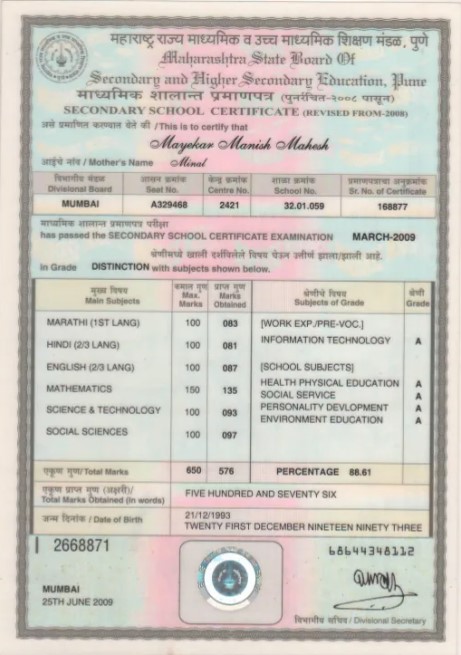 महाराष्ट्र राज्य माध्यमिक व उच्च माध्यमिक शिक्षण मंडळ, पुणे
Maharashtra State Board Of
Secondary and Higher Secondary Education, Pune
माध्यमिक शालान्त प्रमाणपत्र (पुनर्रचित-२००८ पासून)
SECONDARY SCHOOL CERTIFICATE (REVISED FROM-2008)
असे प्रमाणित करण्यात येते की /This is to certify that
Mayekar Manish Mahesh
आईचे नांव / Mother's Name Minal
विभागीय मंडळ आसन क्रमांक केन्द्र क्रमांक शाळा क्रमांक प्रमाणपत्राचा अनुक्रमांक
Divisional Board Seat No. Centre No. School No. Sr. No. of Certificate
MUMBAI A329468 2421 32.01.059 168877
माध्यमिक शालान्त प्रमाणपत्र परीक्षा
has passed the SECONDARY SCHOOL CERTIFICATE EXAMINATION MARCH-2009
श्रेणीमध्ये खाली दर्शविलेले विषय घेऊन उत्तीर्ण झाला/झाली आहे.
in Grade DISTINCTION with subjects shown below.
मुख्य विषय कमाल गुण प्राप्त गुण श्रेणीचे विषय श्रेणी
Main Subjects Max. Marks Marks Obtained Subjects of Grade Grade
MARATHI (1ST LANG) 100 083 [WORK EXP./PRE-VOC.]
HINDI (2/3 LANG) 100 081 INFORMATION TECHNOLOGY A
ENGLISH (2/3 LANG) 100 087 [SCHOOL SUBJECTS]
MATHEMATICS 150 135 HEALTH PHYSICAL EDUCATION A
SOCIAL SERVICE A
SCIENCE & TECHNOLOGY 100 093 PERSONALITY DEVLOPMENT A
ENVIRONMENT EDUCATION A
SOCIAL SCIENCES 100 097
एकूण गुण/Total Marks 650 576 PERCENTAGE 88.61
एकूण प्राप्त गुण (अक्षरी)/
Total Marks Obtained (in words) FIVE HUNDRED AND SEVENTY SIX
जन्म दिनांक / Date of Birth 21/12/1993
TWENTY FIRST DECEMBER NINETEEN NINETY THREE
2668871
68644348112
MUMBAI
25TH JUNE 2009
विभागीय सचिव / Divisional Secretary